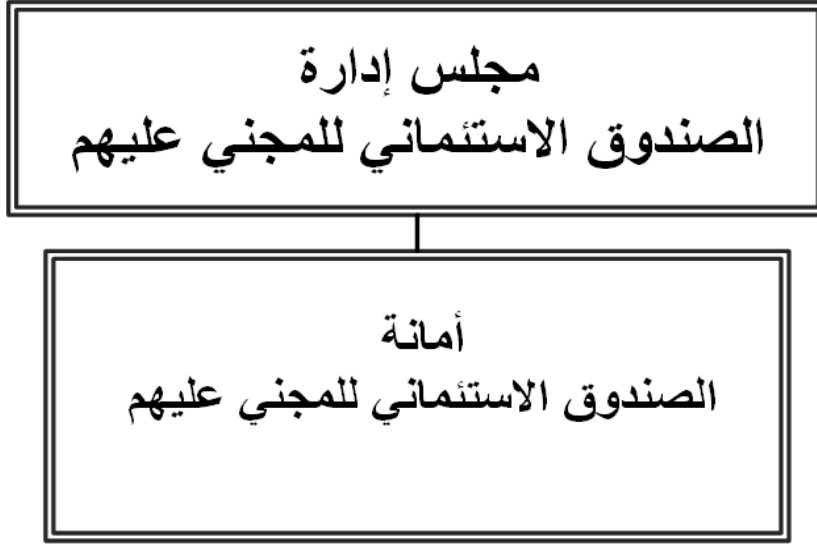 مجلس إدارة
الصندوق الاستئماني للمجني عليهم
أمانة
الصندوق الاستئماني للمجني عليهم